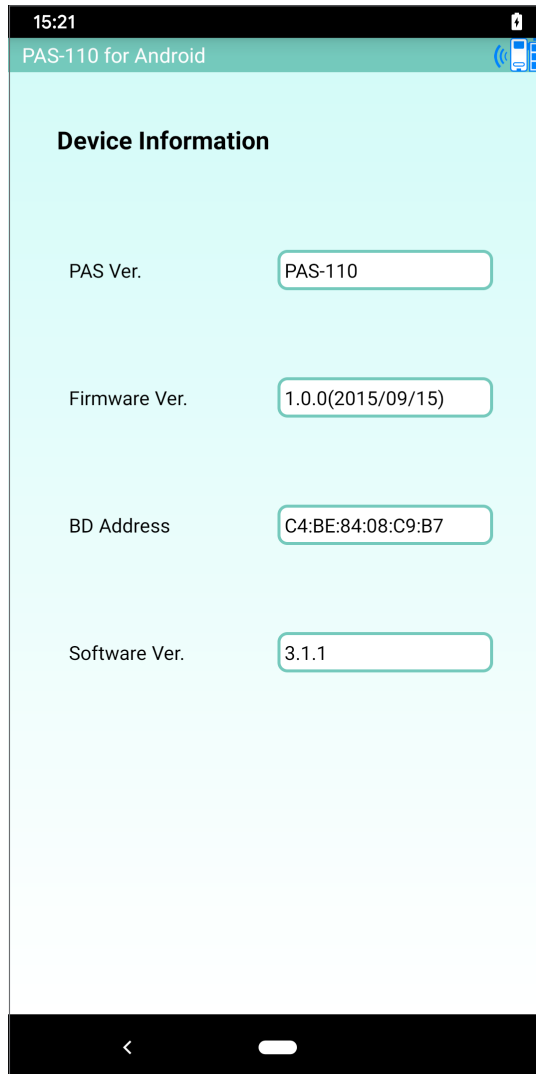 15:21
PAS-110 for Android
Device Information
PAS Ver. PAS-110
Firmware Ver. 1.0.0(2015/09/15)
BD Address C4:BE:84:08:C9:B7
Software Ver. 3.1.1